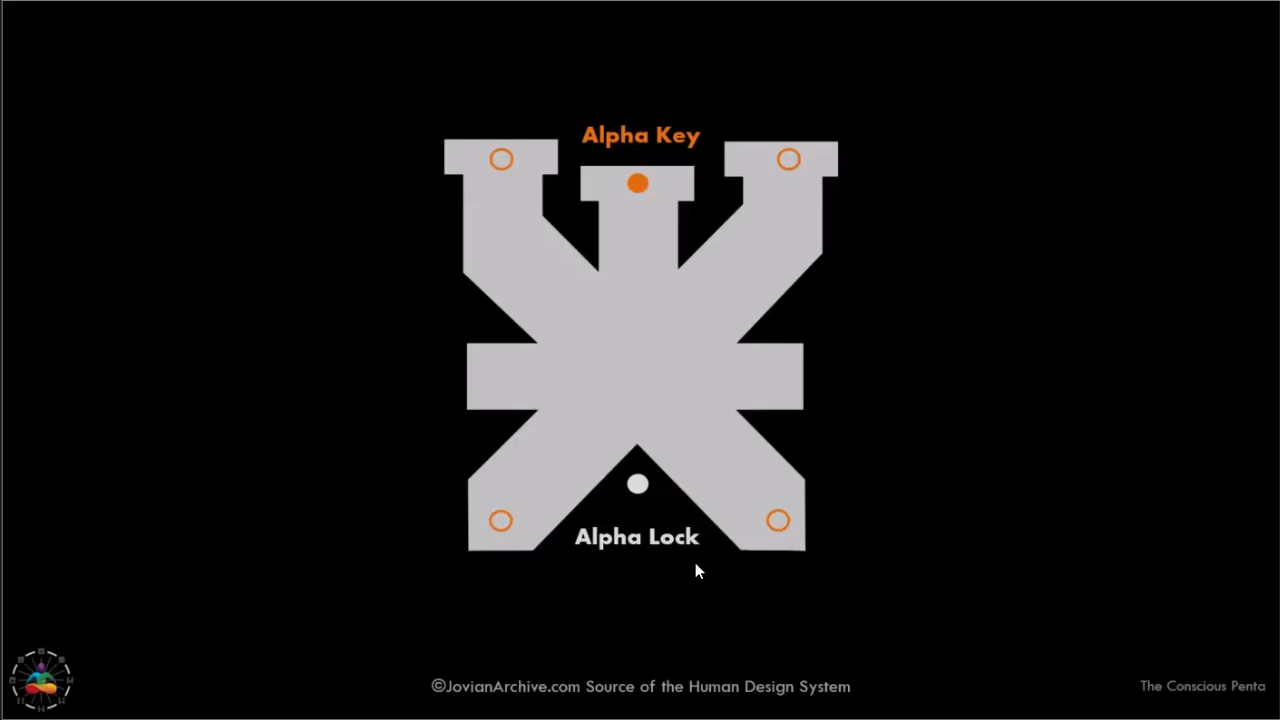 Alpha Key
Alpha Lock
©JovianArchive.com Source of the Human Design System
The Conscious Penta